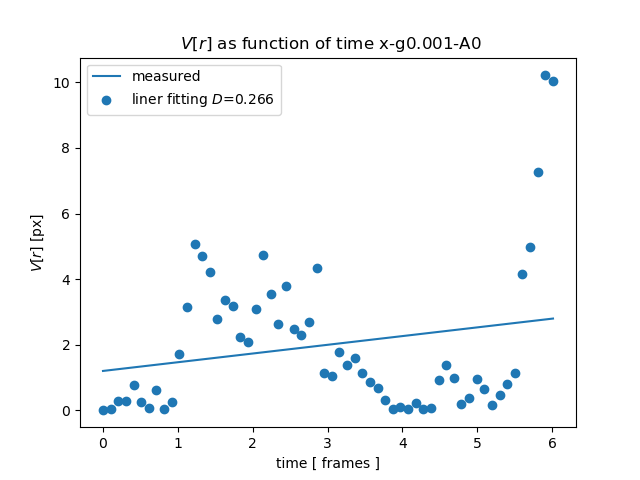 V[r] as function of time x-g0.001-A0
measured
liner fitting D=0.266
10
8
6
4
2
0
V[r] [px]
0 1 2 3 4 5 6
time [ frames ]